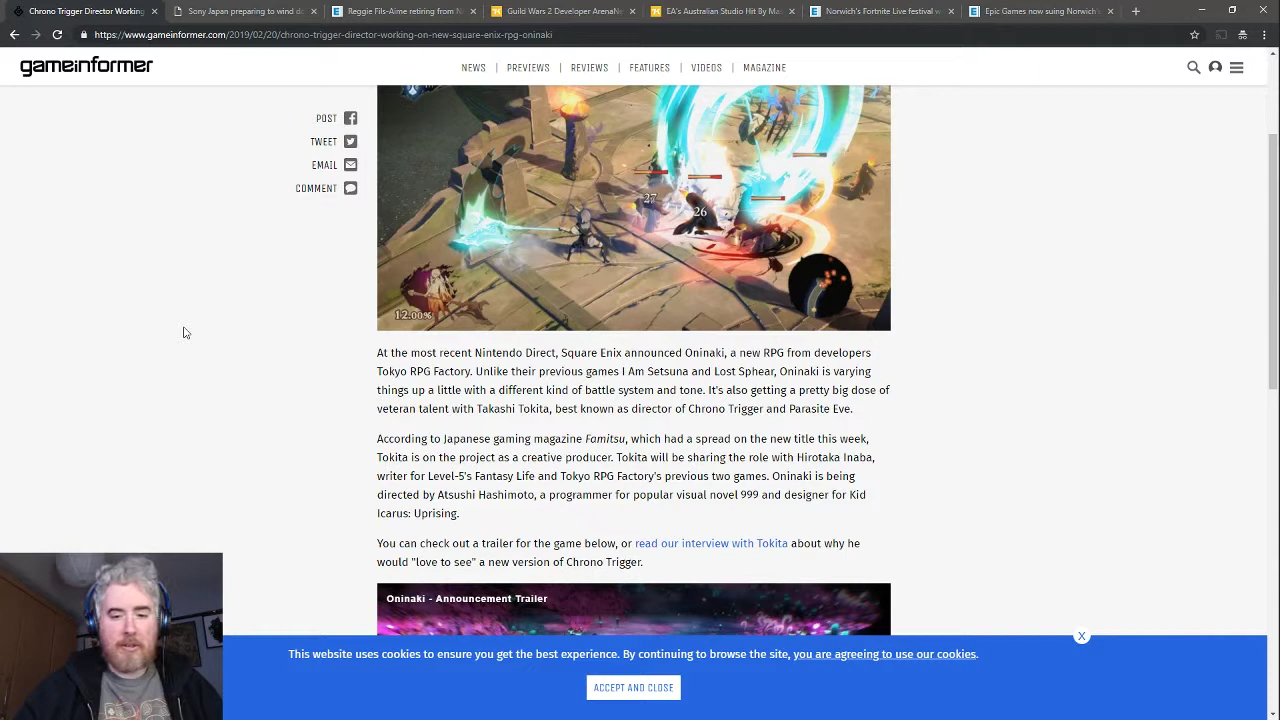 Chrono Trigger Director Working
Sony Japan preparing to wind do
Reggie Fils-Aime retiring from N
Guild Wars 2 Developer ArenaNe
EA's Australian Studio Hit By Ma
Norwich's Fortnite Live festival w
Epic Games now suing Norwich's
https://www.gameinformer.com/2019/02/20/chrono-trigger-director-working-on-new-square-enix-rpg-oninaki
gameinformer
NEWS | PREVIEWS | REVIEWS | FEATURES | VIDEOS | MAGAZINE
POST
TWEET
EMAIL
COMMENT
27
26
12.00%
At the most recent Nintendo Direct, Square Enix announced Oninaki, a new RPG from developers
Tokyo RPG Factory. Unlike their previous games I Am Setsuna and Lost Sphear, Oninaki is varying
things up a little with a different kind of battle system and tone. It's also getting a pretty big dose of
veteran talent with Takashi Tokita, best known as director of Chrono Trigger and Parasite Eve.
According to Japanese gaming magazine Famitsu, which had a spread on the new title this week,
Tokita is on the project as a creative producer. Tokita will be sharing the role with Hirotaka Inaba,
writer for Level-5's Fantasy Life and Tokyo RPG Factory's previous two games. Oninaki is being
directed by Atsushi Hashimoto, a programmer for popular visual novel 999 and designer for Kid
Icarus: Uprising.
You can check out a trailer for the game below, or read our interview with Tokita about why he
would "love to see" a new version of Chrono Trigger.
Oninaki - Announcement Trailer
X
This website uses cookies to ensure you get the best experience. By continuing to browse the site, you are agreeing to use our cookies.
ACCEPT AND CLOSE